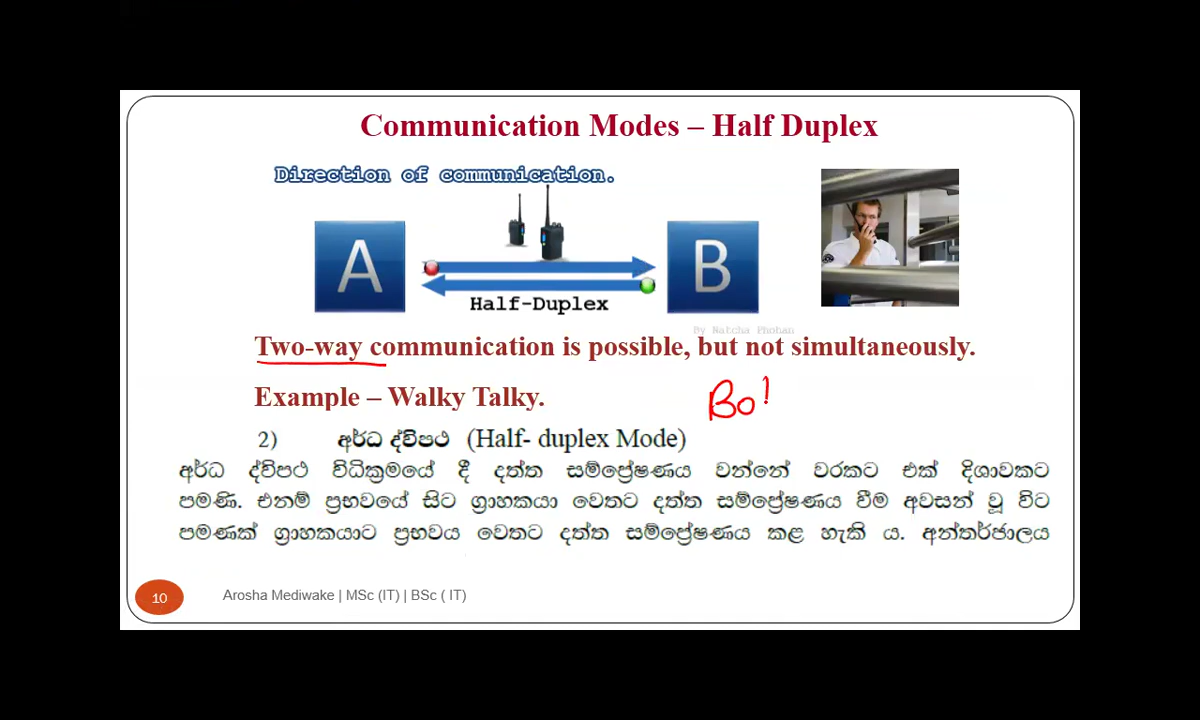 Communication Modes – Half Duplex
Direction of communication.
A
B
Half-Duplex
By Natcha Phohan
Two-way communication is possible, but not simultaneously.
Example – Walky Talky.
2) අර්ධ ද්විපථ (Half- duplex Mode)
අර්ධ ද්විපථ විධික්‍රමයේ දී දත්ත සම්ප්‍රේෂණය වන්නේ වරකට එක් දිශාවකට
පමණි. එනම් ප්‍රභවයේ සිට ග්‍රාහකයා වෙතට දත්ත සම්ප්‍රේෂණය වීම අවසන් වූ විට
පමණක් ග්‍රාහකයාට ප්‍රභවය වෙතට දත්ත සම්ප්‍රේෂණය කළ හැකි ය. අන්තර්ජාලය
10
Arosha Mediwake | MSc (IT) | BSc ( IT)